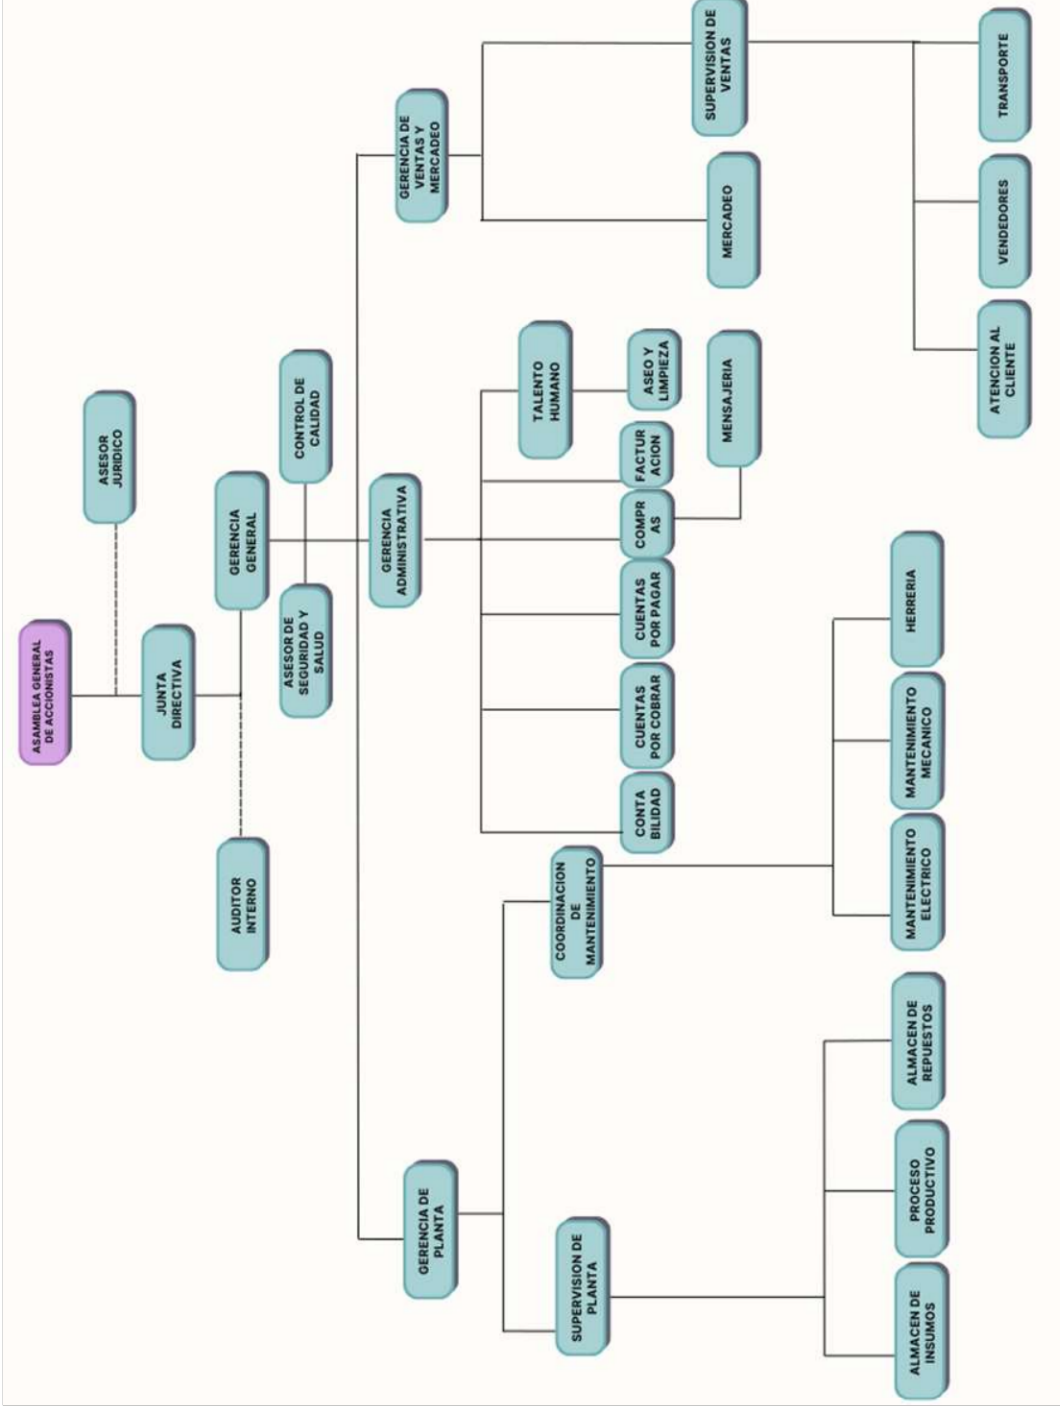 ASAMBLEA GENERAL
DE ACCIONISTAS
ASESOR
JURIDICO
JUNTA
DIRECTIVA
AUDITOR
INTERNO
GERENCIA
GENERAL
ASESOR DE
SEGURIDAD Y
SALUD
CONTROL DE
CALIDAD
GERENCIA DE
PLANTA
GERENCIA
ADMINISTRATIVA
GERENCIA DE
VENTAS Y
MERCADEO
SUPERVISION DE
PLANTA
COORDINACION
DE
MANTENIMIENTO
TALENTO
HUMANO
CONTA
BILIDAD
CUENTAS
POR COBRAR
CUENTAS
POR PAGAR
COMPR
AS
FACTUR
ACION
ASEO Y
LIMPIEZA
MENSAJERIA
MERCADEO
SUPERVISION DE
VENTAS
ALMACEN DE
INSUMOS
PROCESO
PRODUCTIVO
ALMACEN DE
REPUESTOS
MANTENIMIENTO
ELECTRICO
MANTENIMIENTO
MECANICO
HERRERIA
ATENCION AL
CLIENTE
VENDEDORES
TRANSPORTE